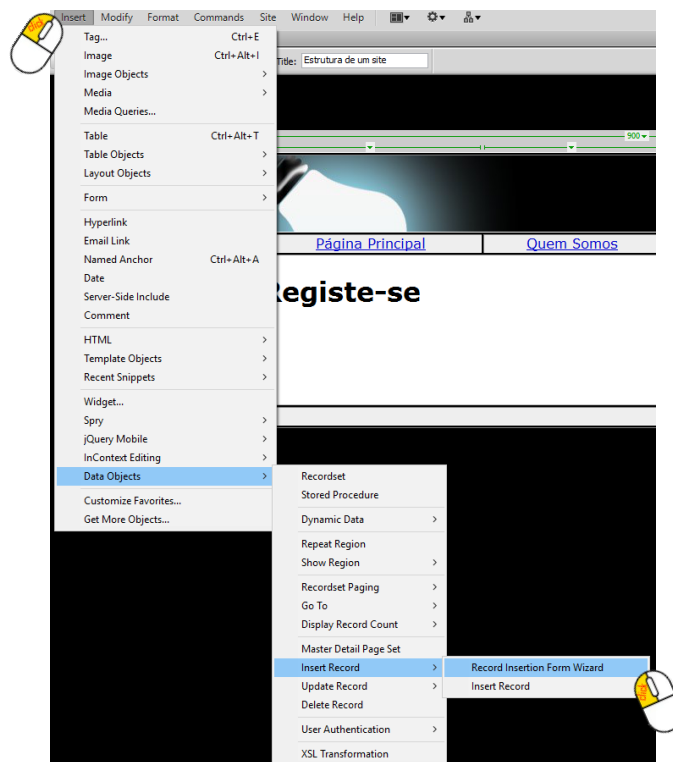 Insert Modify Format Commands Site Window Help
click
Tag... Ctrl+E
Image Ctrl+Alt+I
Title: Estrutura de um site
Image Objects
Media
Media Queries...
Table Ctrl+Alt+T
900
Table Objects
Layout Objects
Form
Hyperlink
Email Link
Página Principal Quem Somos
Named Anchor Ctrl+Alt+A
Date
Server-Side Include
egiste-se
Comment
HTML
Template Objects
Recent Snippets
Widget...
Spry
jQuery Mobile
InContext Editing
Data Objects
Customize Favorites...
Get More Objects...
Recordset
Stored Procedure
Dynamic Data
Repeat Region
Show Region
Recordset Paging
Go To
Display Record Count
Master Detail Page Set
Insert Record
Update Record
Delete Record
User Authentication
XSL Transformation
Record Insertion Form Wizard
Insert Record
click